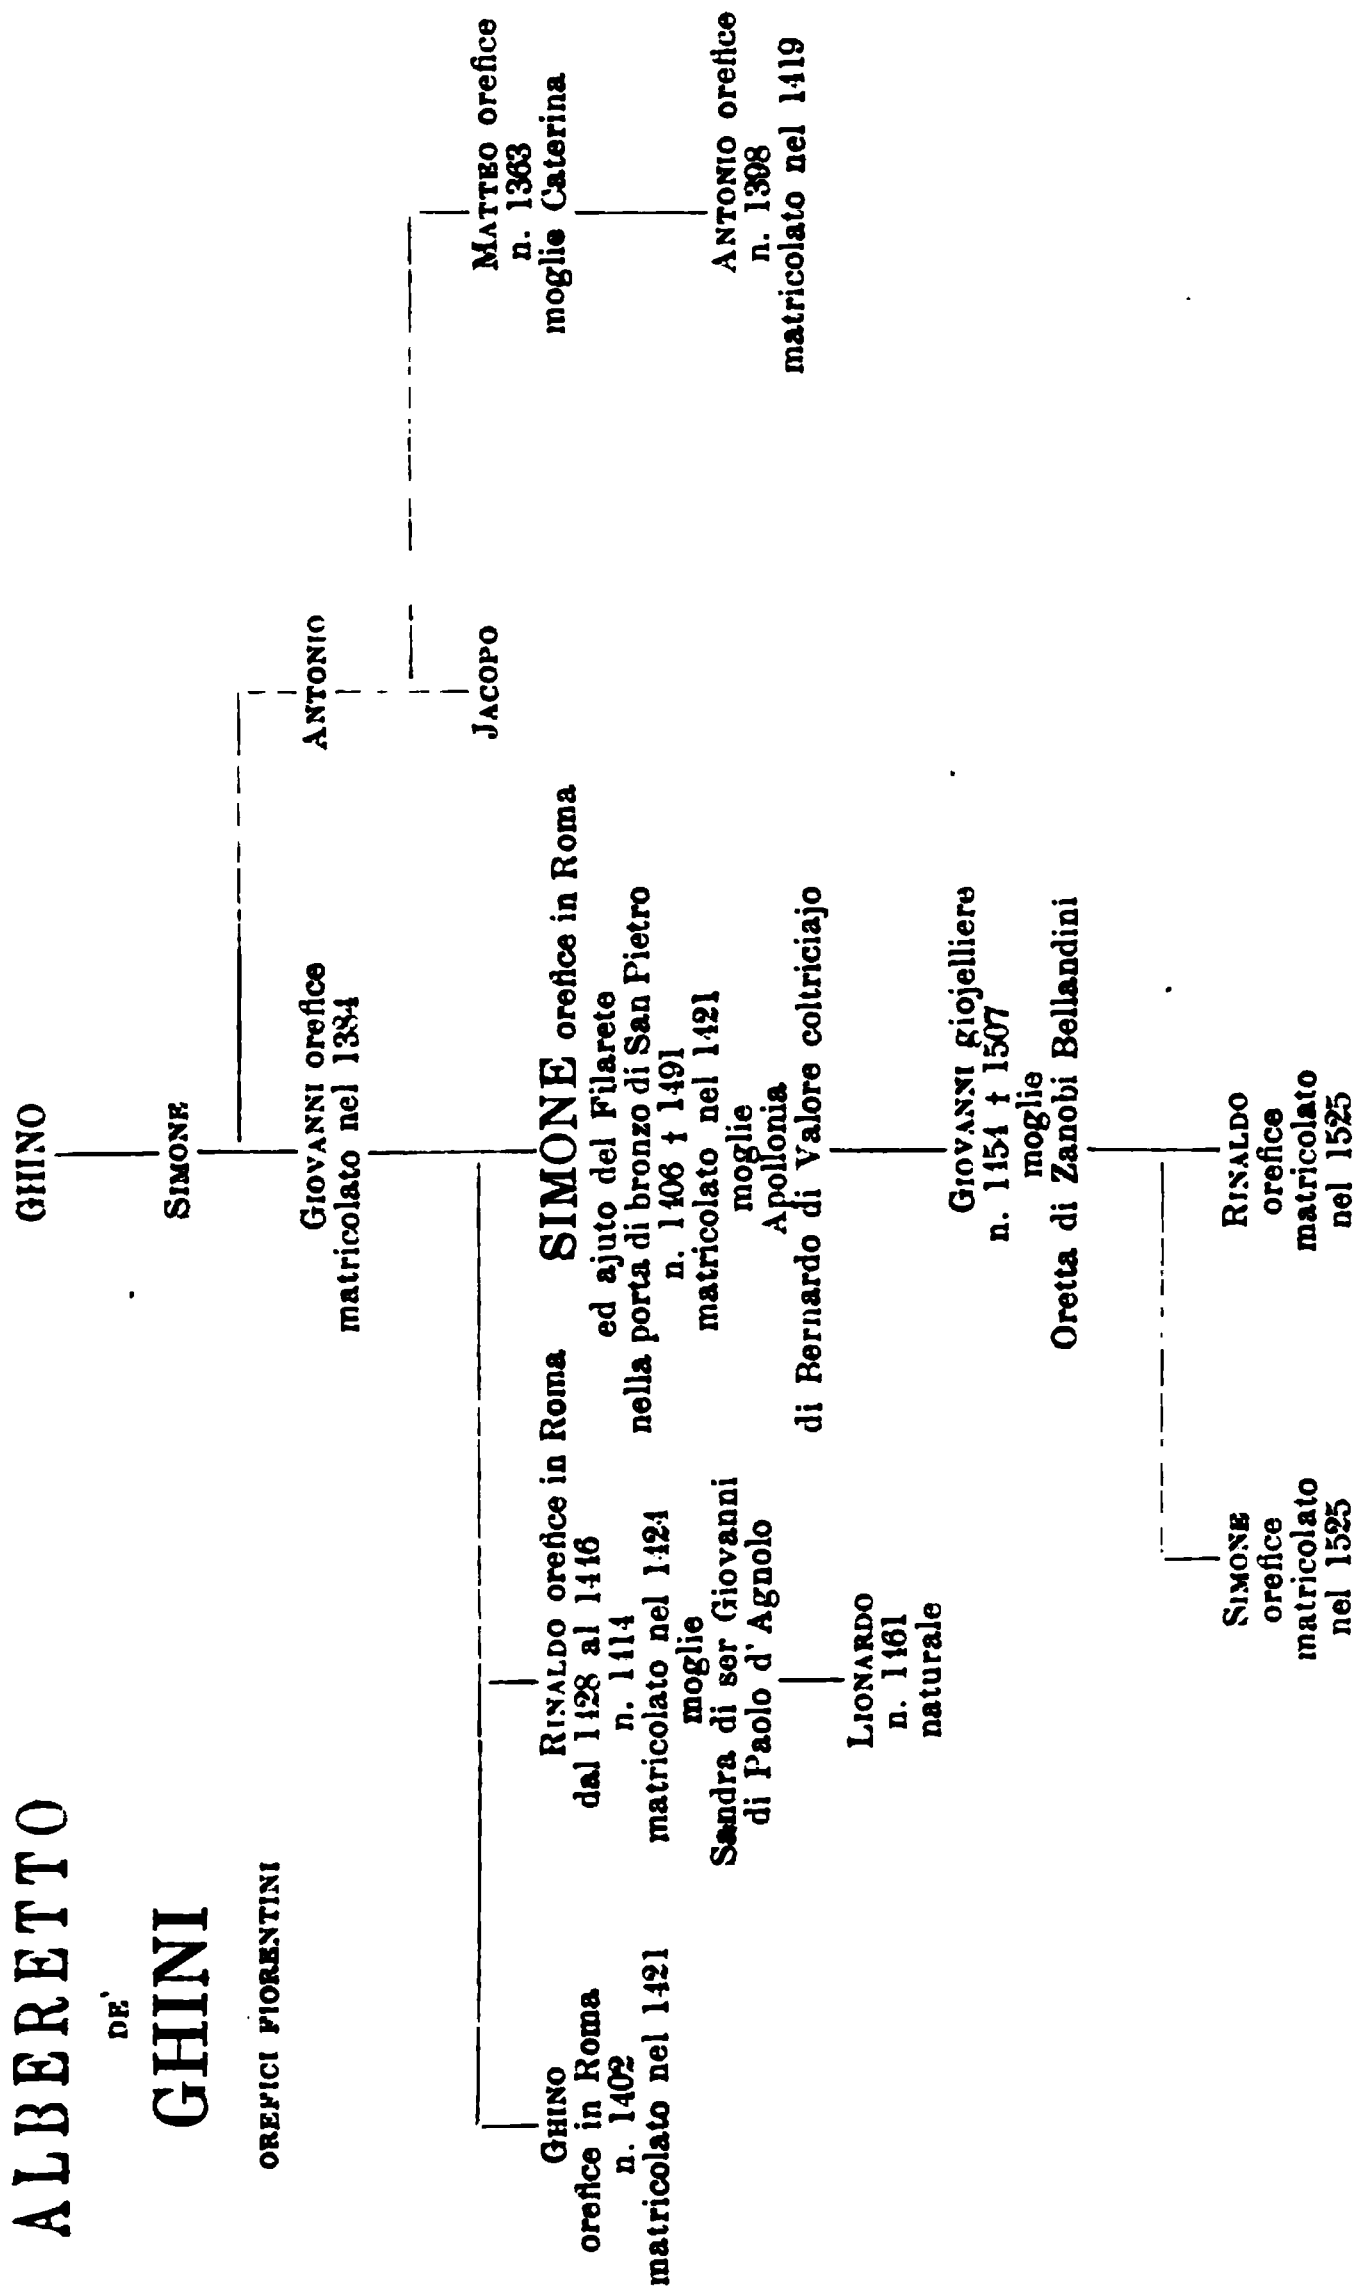 ALBERETTO
DE'
GHINI
OREFICI FIORENTINI
GHINO
SIMONE
GIOVANNI orefice
matricolato nel 1384
ANTONIO
JACOPO
MATTEO orefice
n. 1363
moglie Caterina
ANTONIO orefice
n. 1398
matricolato nel 1419
GHINO
orefice in Roma
n. 1402
matricolato nel 1421
RINALDO orefice in Roma
dal 1428 al 1446
n. 1414
matricolato nel 1424
moglie
Sandra di ser Giovanni
di Paolo d'Agnolo
LIONARDO
n. 1461
naturale
SIMONE orefice in Roma
ed ajuto del Filarete
nella porta di bronzo di San Pietro
n. 1406 † 1491
matricolato nel 1421
moglie
Apollonia
di Bernardo di Valore coltriciajo
GIOVANNI giojelliere
n. 1454 † 1507
moglie
Oretta di Zanobi Bellandini
SIMONE
orefice
matricolato
nel 1525
RINALDO
orefice
matricolato
nel 1525